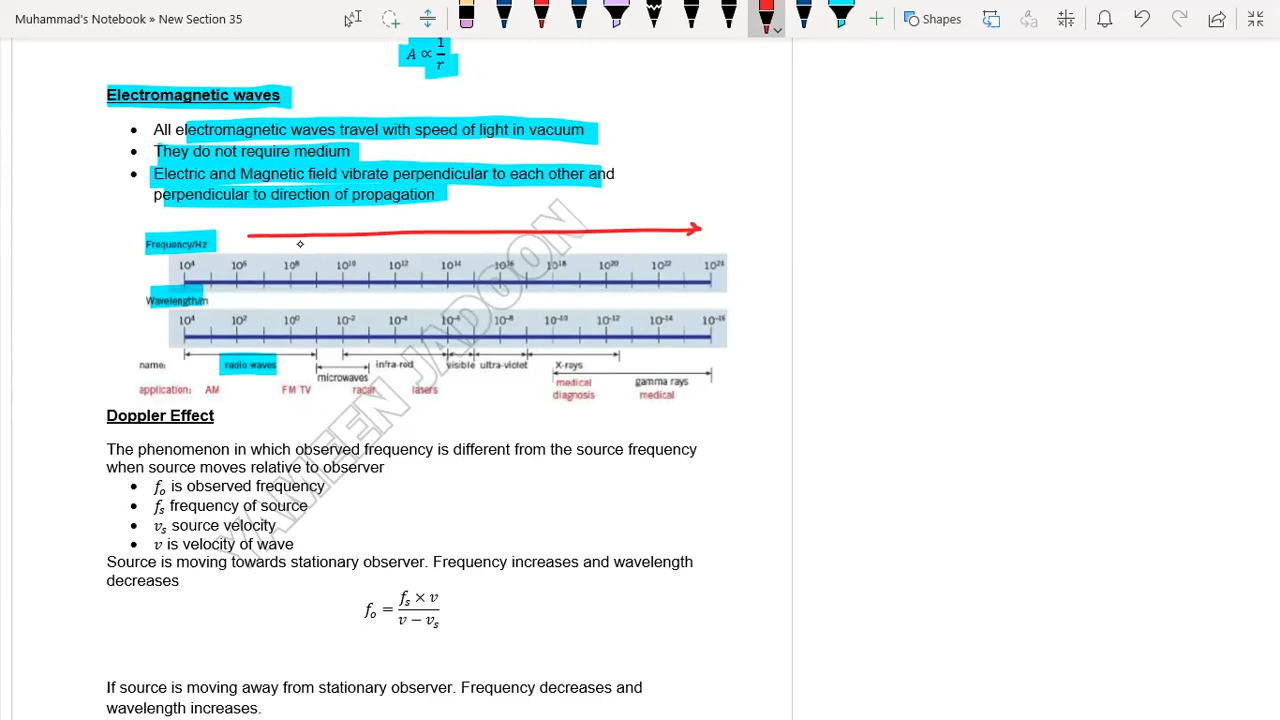 Muhammad's Notebook » New Section 35
Shapes
A ∝ 1/r
Electromagnetic waves
• All electromagnetic waves travel with speed of light in vacuum
• They do not require medium
• Electric and Magnetic field vibrate perpendicular to each other and
perpendicular to direction of propagation
Frequency/Hz
10⁴ 10⁶ 10⁸ 10¹⁰ 10¹² 10¹⁴ 10¹⁶ 10¹⁸ 10²⁰ 10²² 10²⁴
Wavelength/m
10⁴ 10² 10⁰ 10⁻² 10⁻⁴ 10⁻⁶ 10⁻⁸ 10⁻¹⁰ 10⁻¹² 10⁻¹⁴ 10⁻¹⁶
name: radio waves infra-red visible ultra-violet X-rays
microwaves gamma rays
application: AM FM TV radar lasers medical diagnosis medical
YAMEEN JADOON
Doppler Effect
The phenomenon in which observed frequency is different from the source frequency
when source moves relative to observer
• fₒ is observed frequency
• fₛ frequency of source
• vₛ source velocity
• v is velocity of wave
Source is moving towards stationary observer. Frequency increases and wavelength
decreases
fₒ = (fₛ × v)/(v − vₛ)
If source is moving away from stationary observer. Frequency decreases and
wavelength increases.